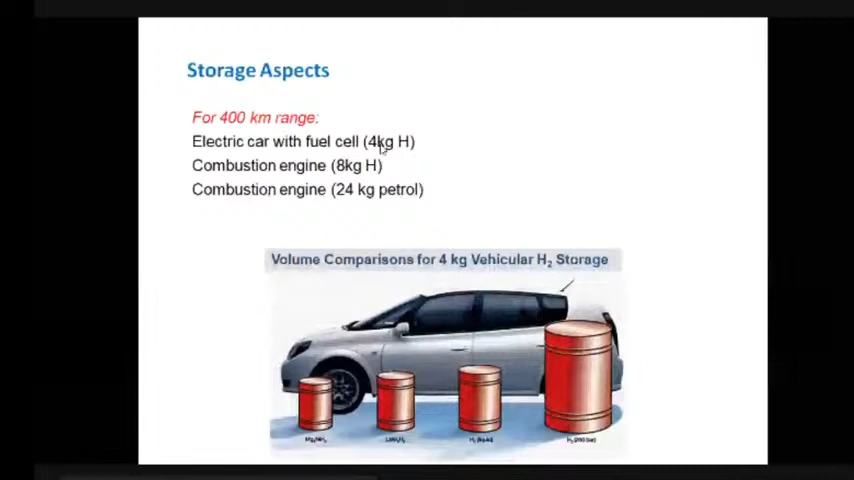 Storage Aspects
For 400 km range:
Electric car with fuel cell (4kg H)
Combustion engine (8kg H)
Combustion engine (24 kg petrol)
Volume Comparisons for 4 kg Vehicular H₂ Storage